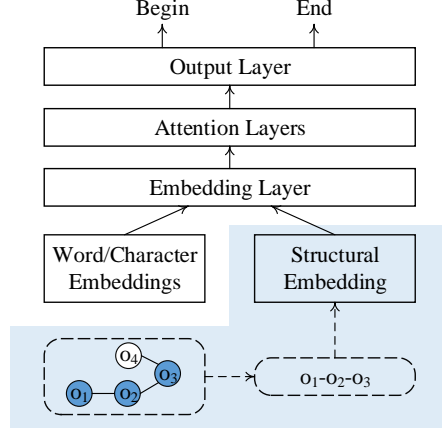 Begin End
Output Layer
Attention Layers
Embedding Layer
Word/Character
Embeddings
Structural
Embedding
o₄
o₃
o₁ o₂
o₁-o₂-o₃